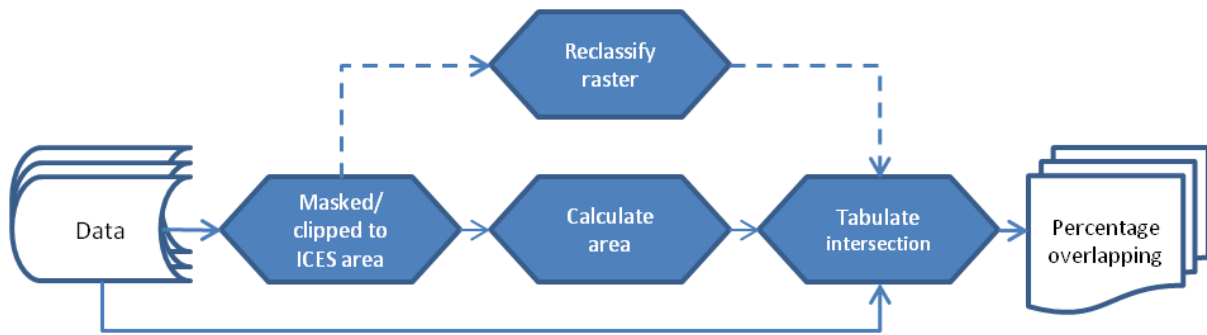 Reclassify
raster
Data
Masked/
clipped to
ICES area
Calculate
area
Tabulate
intersection
Percentage
overlapping